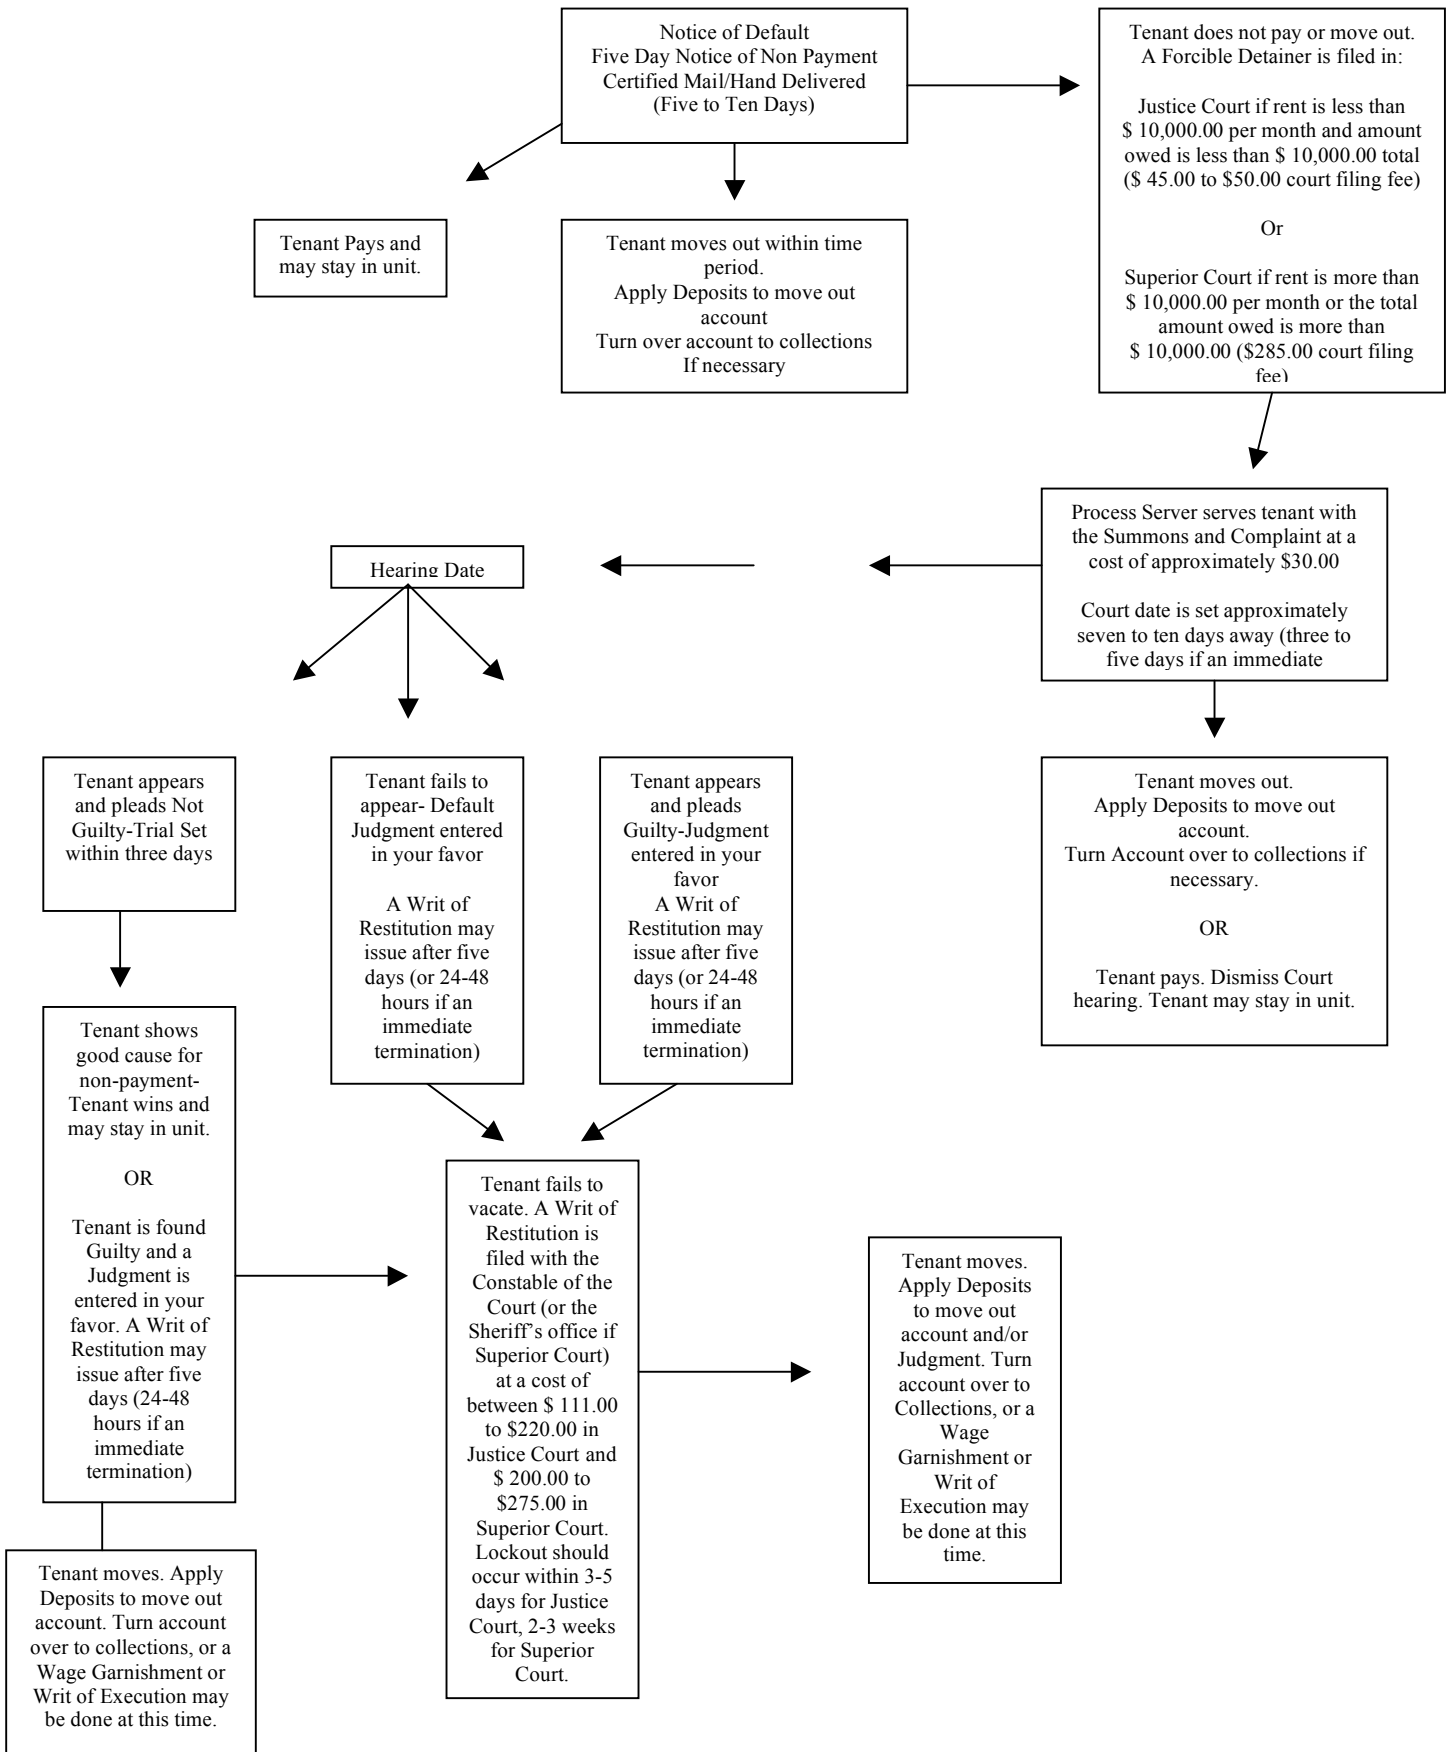 Notice of Default
Five Day Notice of Non Payment
Certified Mail/Hand Delivered
(Five to Ten Days)
Tenant does not pay or move out.
A Forcible Detainer is filed in:
Justice Court if rent is less than
$ 10,000.00 per month and amount
owed is less than $ 10,000.00 total
($ 45.00 to $50.00 court filing fee)
Or
Superior Court if rent is more than
$ 10,000.00 per month or the total
amount owed is more than
$ 10,000.00 ($285.00 court filing
fee)
Tenant Pays and
may stay in unit.
Tenant moves out within time
period.
Apply Deposits to move out
account
Turn over account to collections
If necessary
Process Server serves tenant with
the Summons and Complaint at a
cost of approximately $30.00
Court date is set approximately
seven to ten days away (three to
five days if an immediate
Hearing Date
Tenant appears
and pleads Not
Guilty-Trial Set
within three days
Tenant fails to
appear- Default
Judgment entered
in your favor
A Writ of
Restitution may
issue after five
days (or 24-48
hours if an
immediate
termination)
Tenant appears
and pleads
Guilty-Judgment
entered in your
favor
A Writ of
Restitution may
issue after five
days (or 24-48
hours if an
immediate
termination)
Tenant moves out.
Apply Deposits to move out
account.
Turn Account over to collections if
necessary.
OR
Tenant pays. Dismiss Court
hearing. Tenant may stay in unit.
Tenant shows
good cause for
non-payment-
Tenant wins and
may stay in unit.
OR
Tenant is found
Guilty and a
Judgment is
entered in your
favor. A Writ of
Restitution may
issue after five
days (24-48
hours if an
immediate
termination)
Tenant fails to
vacate. A Writ of
Restitution is
filed with the
Constable of the
Court (or the
Sheriff's office if
Superior Court)
at a cost of
between $ 111.00
to $220.00 in
Justice Court and
$ 200.00 to
$275.00 in
Superior Court.
Lockout should
occur within 3-5
days for Justice
Court, 2-3 weeks
for Superior
Court.
Tenant moves.
Apply Deposits
to move out
account and/or
Judgment. Turn
account over to
Collections, or a
Wage
Garnishment or
Writ of
Execution may
be done at this
time.
Tenant moves. Apply
Deposits to move out
account. Turn account
over to collections, or a
Wage Garnishment or
Writ of Execution may
be done at this time.